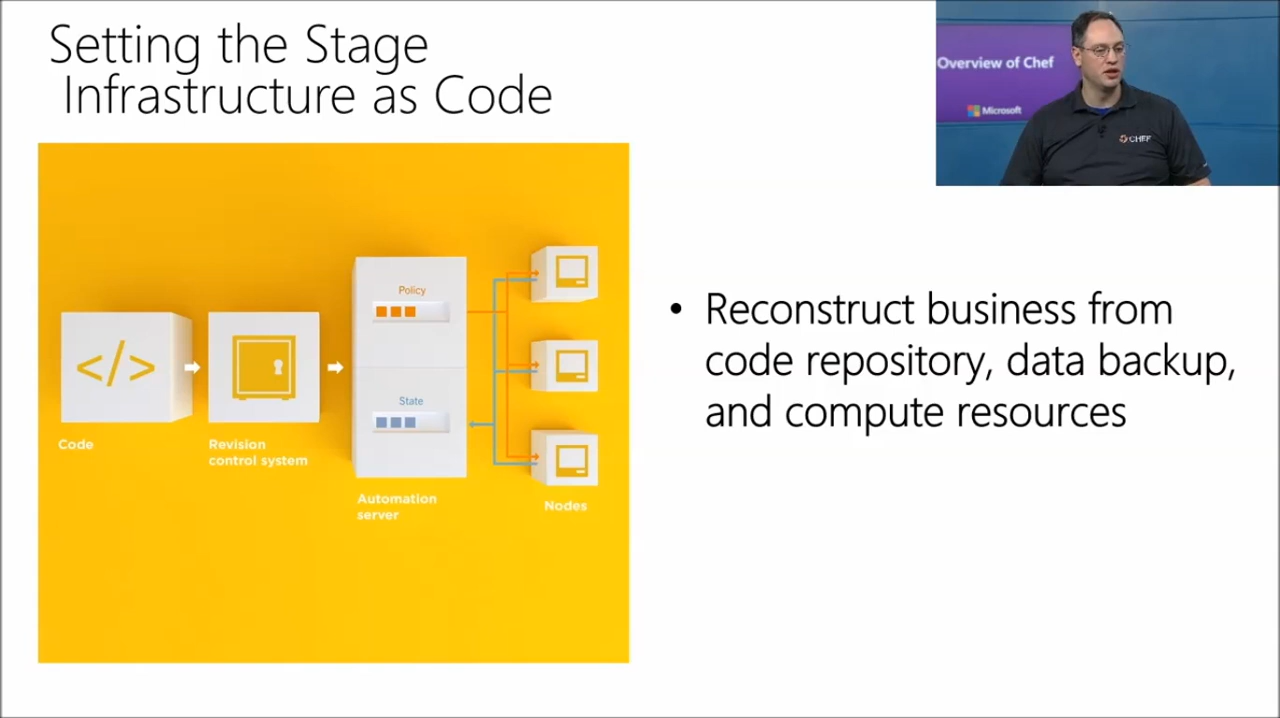 Setting the Stage
Infrastructure as Code
Overview of Chef
Microsoft
CHEF
Policy
State
Code
Revision
control system
Automation
server
Nodes
• Reconstruct business from
code repository, data backup,
and compute resources